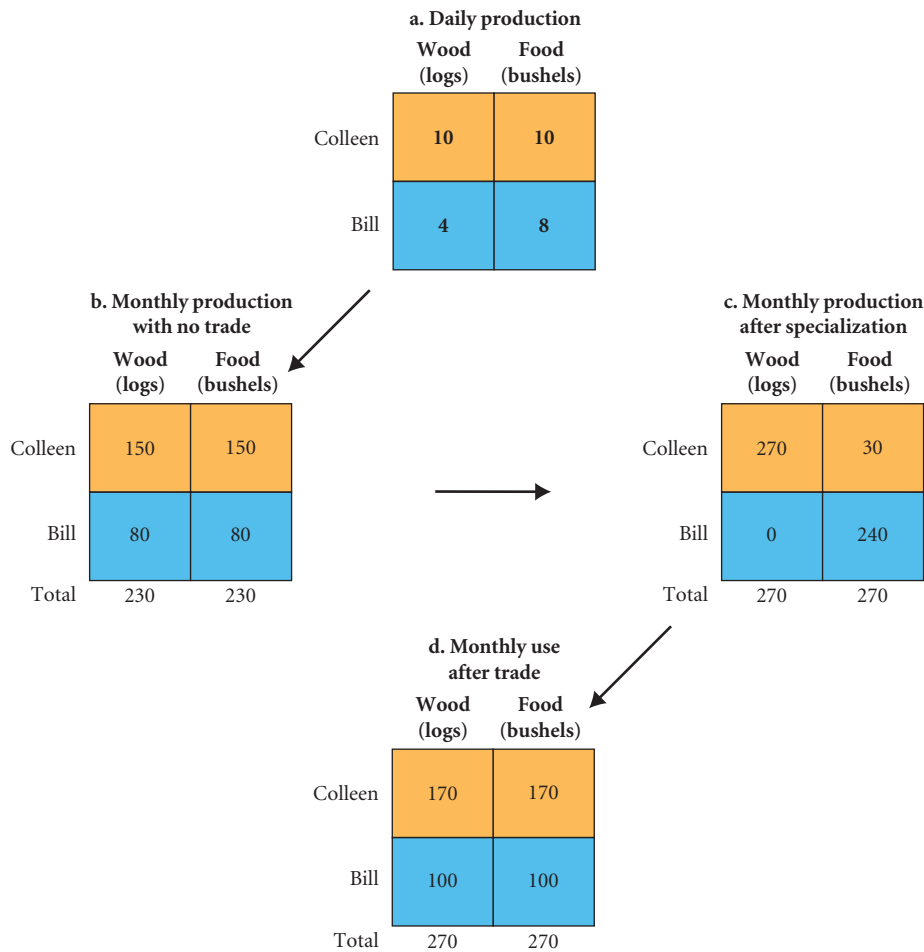 a. Daily production
Wood Food
(logs) (bushels)
Colleen 10 10
Bill 4 8
b. Monthly production
with no trade
Wood Food
(logs) (bushels)
Colleen 150 150
Bill 80 80
Total 230 230
c. Monthly production
after specialization
Wood Food
(logs) (bushels)
Colleen 270 30
Bill 0 240
Total 270 270
d. Monthly use
after trade
Wood Food
(logs) (bushels)
Colleen 170 170
Bill 100 100
Total 270 270